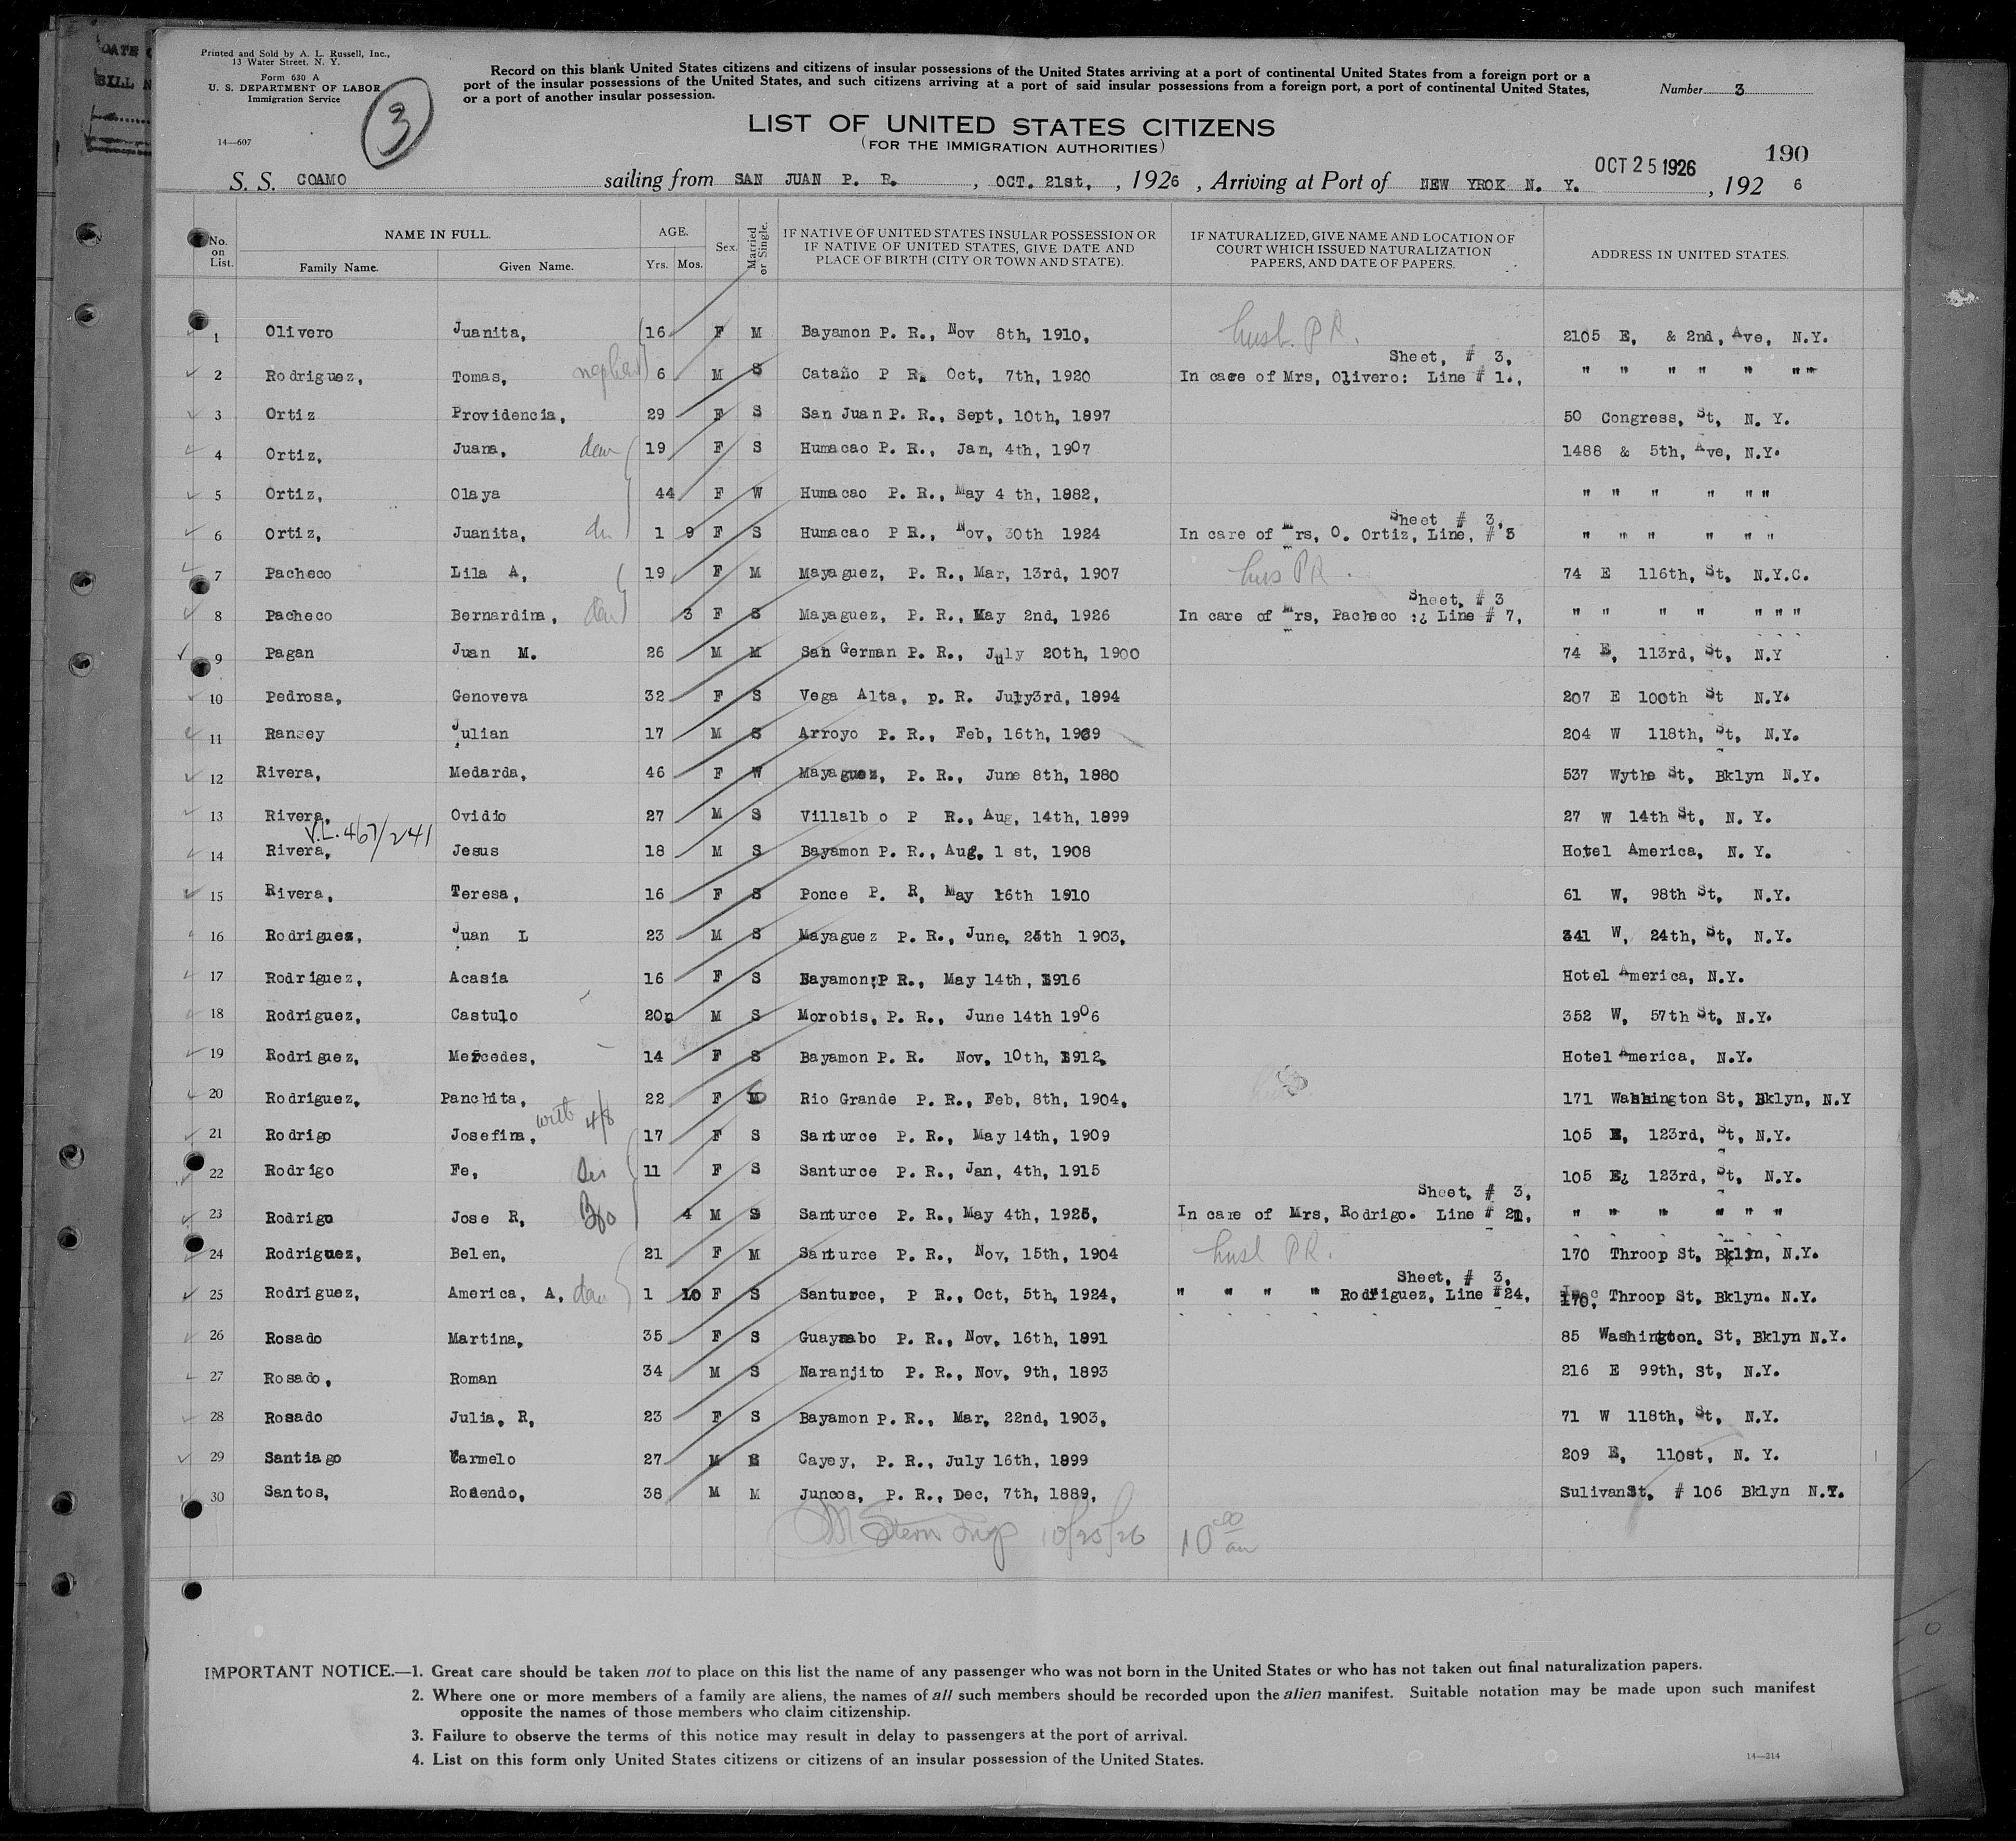 DATE
BILL N
Printed and Sold by A. L. Russell, Inc.,
13 Water Street. N. Y.
Form 630 A
U. S. DEPARTMENT OF LABOR
Immigration Service
14—607
3
Record on this blank United States citizens and citizens of insular possessions of the United States arriving at a port of continental United States from a foreign port or a
port of the insular possessions of the United States, and such citizens arriving at a port of said insular possessions from a foreign port, a port of continental United States,
or a port of another insular possession.
Number 3
LIST OF UNITED STATES CITIZENS
(FOR THE IMMIGRATION AUTHORITIES)
190
OCT 25 1926
S. S. COAMO sailing from SAN JUAN P. R. , OCT. 21st, , 1926 , Arriving at Port of NEW YROK N. Y. , 192 6
No. on List. NAME IN FULL. Family Name. Given Name. AGE. Yrs. Mos. Sex. Married or Single. IF NATIVE OF UNITED STATES INSULAR POSSESSION OR IF NATIVE OF UNITED STATES, GIVE DATE AND PLACE OF BIRTH (CITY OR TOWN AND STATE). IF NATURALIZED, GIVE NAME AND LOCATION OF COURT WHICH ISSUED NATURALIZATION PAPERS, AND DATE OF PAPERS. ADDRESS IN UNITED STATES.
1 Olivero Juanita, 16 F M Bayamon P. R., Nov 8th, 1910, husb. PR. 2105 E, & 2nd, Ave, N.Y.
Sheet, # 3,
2 Rodriguez, Tomas, nephew 6 M S Cataño P R. Oct, 7th, 1920 In care of Mrs, Olivero: Line # 1., " " " " " " "
3 Ortiz Providencia, 29 F S San Juan P. R., Sept, 10th, 1897 50 Congress, St, N. Y.
4 Ortiz, Juana, dau 19 F S Humacao P. R., Jan, 4th, 1907 1488 & 5th, Ave, N.Y.
5 Ortiz, Olaya 44 F W Humacao P. R., May 4 th, 1882, " " " " " "
Sheet # 3,
6 Ortiz, Juanita, 1 9 F S Humacao P R., Nov, 30th 1924 In care of Mrs, O. Ortiz, Line, # 5 " " " " " "
7 Pacheco Lila A, 19 F M Mayaguez, P. R., Mar, 13rd, 1907 hus PR. 74 E 116th, St, N.Y.C.
Sheet, # 3
8 Pacheco Bernardina, dau 3 F S Mayaguez, P. R., May 2nd, 1926 In care of Mrs, Pacheco :¿ Line # 7, " " " " " " "
9 Pagan Juan M. 26 M M San German P. R., July 20th, 1900 74 E, 113rd, St, N.Y
10 Pedrosa, Genoveva 32 F S Vega Alta, p. R. July3rd, 1894 207 E 100th St N.Y.
11 Ransey Julian 17 M S Arroyo P. R., Feb, 16th, 1909 204 W 118th, St, N.Y.
12 Rivera, Medarda, 46 F W Mayaguez, P. R., June 8th, 1880 537 Wythe St, Bklyn N.Y.
13 Rivera, Ovidio 27 M S Villalb o P R., Aug, 14th, 1899 27 W 14th St, N. Y.
V.L. 467/241
14 Rivera, Jesus 18 M S Bayamon P. R., Aug, 1 st, 1908 Hotel America, N. Y.
15 Rivera, Teresa, 16 F S Ponce P. R, May 16th 1910 61 W, 98th St, N.Y.
16 Rodriguez, Juan L 23 M S Mayaguez P. R., June, 25th 1903, 341 W, 24th, St, N.Y.
17 Rodriguez, Acasia 16 F S Bayamon;P R., May 14th, 1916 Hotel America, N.Y.
18 Rodriguez, Castulo 20 M S Morobis, P. R., June 14th 1906 352 W, 57th St, N.Y.
19 Rodriguez, Mercedes, 14 F S Bayamon P. R. Nov, 10th, 1912, Hotel America, N.Y.
20 Rodriguez, Panchita, 22 F Rio Grande P. R., Feb, 8th, 1904, 171 Washington St, Bklyn, N.Y
with 4/8
21 Rodrigo Josefina, 17 F S Santurce P. R., May 14th, 1909 105 E, 123rd, St, N.Y.
22 Rodrigo Fe, Sis 11 F S Santurce P. R., Jan, 4th, 1915 105 E¿ 123rd, St, N.Y.
Sheet, # 3,
23 Rodrigo Jose R, Bro 4 M S Santurce P. R., May 4th, 1926, In care of Mrs, Rodrigo. Line # 21, " " " " " "
24 Rodriguez, Belen, 21 F M Santurce P. R., Nov, 15th, 1904 husb PR. 170 Throop St, Bklyn, N.Y.
Sheet, # 3,
25 Rodriguez, America, A, dau 1 10 F S Santurce, P R., Oct, 5th, 1924, " " " " Rodriguez, Line #24, 170, Throop St, Bklyn. N.Y.
26 Rosado Martina, 35 F S Guaynabo P. R., Nov, 16th, 1891 85 Washington. St, Bklyn N.Y.
27 Rosado, Roman 34 M S Naranjito P. R., Nov, 9th, 1893 216 E 99th, St, N.Y.
28 Rosado Julia, R, 23 F S Bayamon P. R., Mar, 22nd, 1903, 71 W 118th, St, N.Y.
29 Santiago Carmelo 27 M S Cayey, P. R., July 16th, 1899 209 E, 110st, N. Y.
30 Santos, Rosendo, 38 M M Juncos, P. R., Dec, 7th, 1889, SulivanSt, # 106 Bklyn N.Y.
M Stern Insp 10/25/26 10 00 am
IMPORTANT NOTICE.—1. Great care should be taken not to place on this list the name of any passenger who was not born in the United States or who has not taken out final naturalization papers.
2. Where one or more members of a family are aliens, the names of all such members should be recorded upon the alien manifest. Suitable notation may be made upon such manifest
opposite the names of those members who claim citizenship.
3. Failure to observe the terms of this notice may result in delay to passengers at the port of arrival.
4. List on this form only United States citizens or citizens of an insular possession of the United States.
14—214